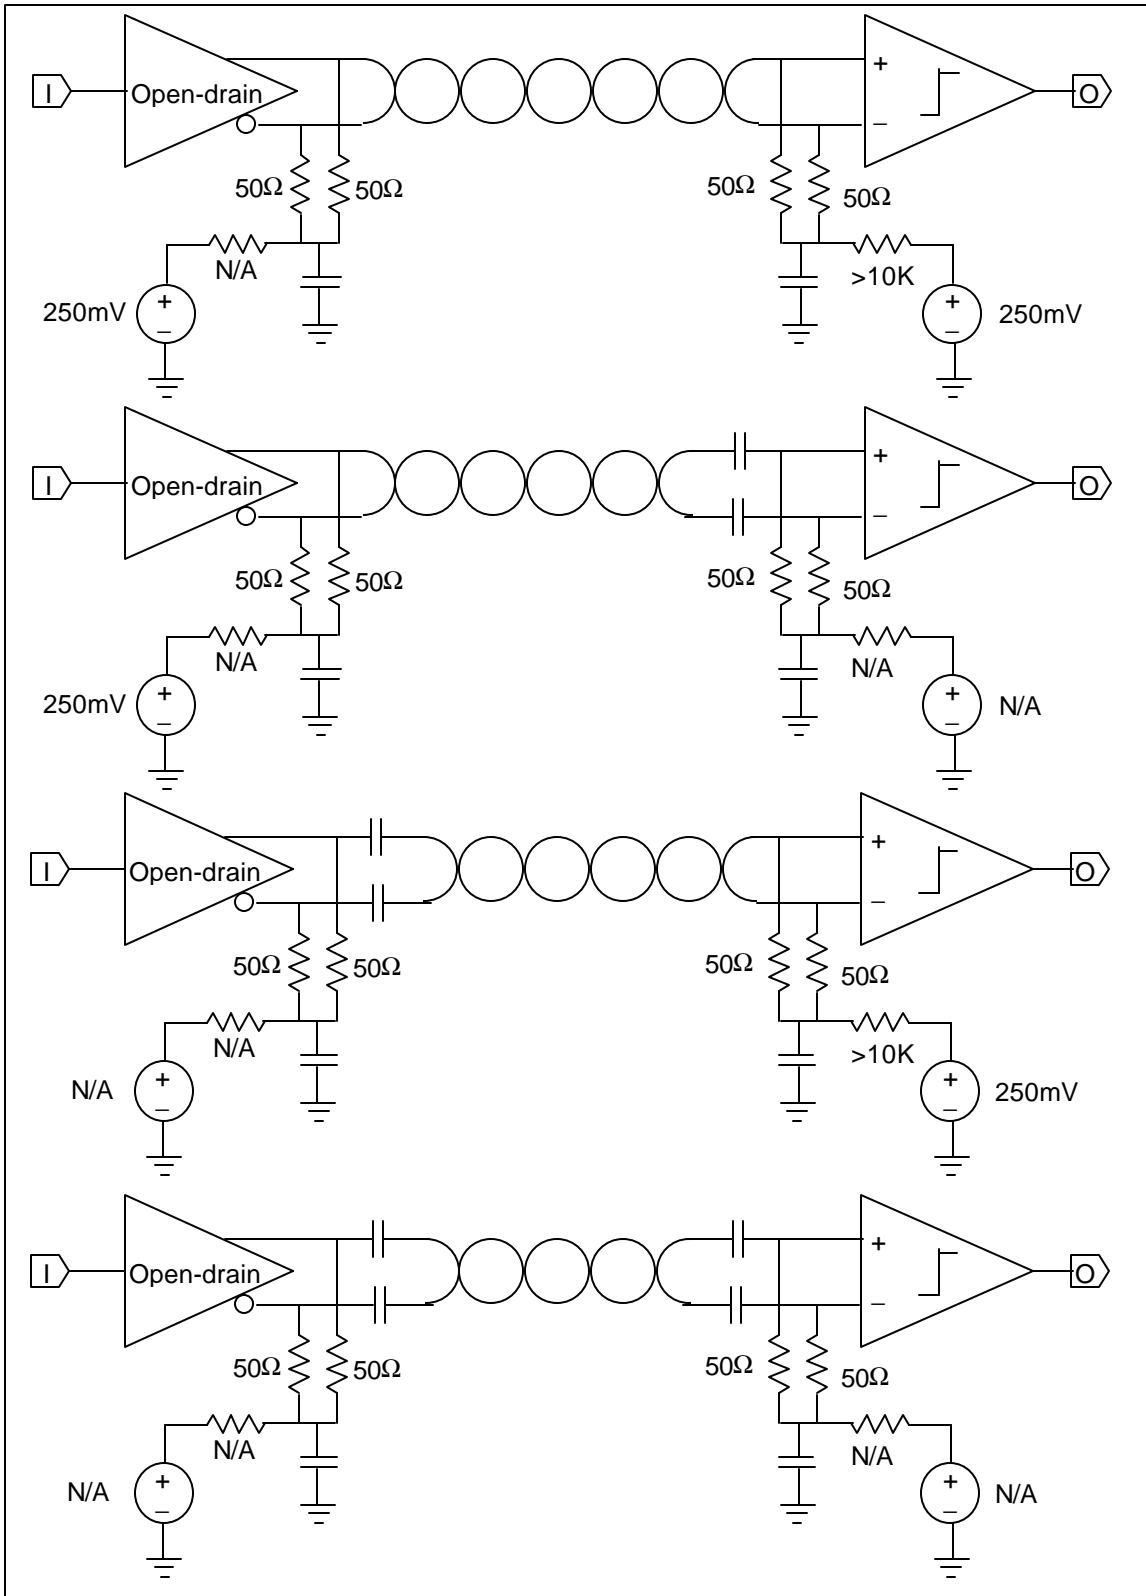 I Open-drain + − O
50Ω 50Ω 50Ω 50Ω
N/A >10K
250mV + − + − 250mV
I Open-drain + − O
50Ω 50Ω 50Ω 50Ω
N/A N/A
250mV + − + − N/A
I Open-drain + − O
50Ω 50Ω 50Ω 50Ω
N/A >10K
N/A + − + − 250mV
I Open-drain + − O
50Ω 50Ω 50Ω 50Ω
N/A N/A
N/A + − + − N/A